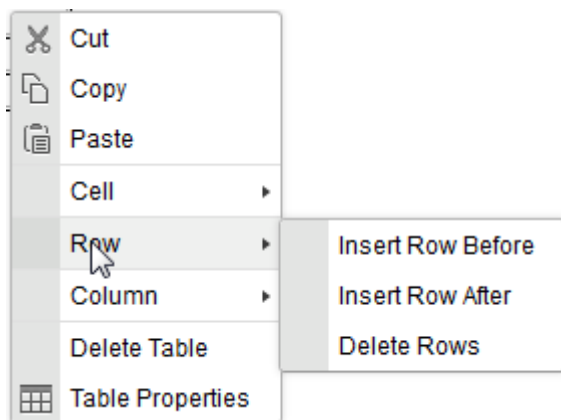 Cut
Copy
Paste
Cell
Row
Column
Delete Table
Table Properties
Insert Row Before
Insert Row After
Delete Rows